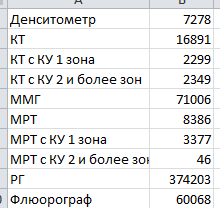 A B
Денситометр 7278
КТ 16891
КТ с КУ 1 зона 2299
КТ с КУ 2 и более зон 2349
ММГ 71006
МРТ 8386
МРТ с КУ 1 зона 3377
МРТ с КУ 2 и более зон 46
РГ 374203
Флюорограф 60068